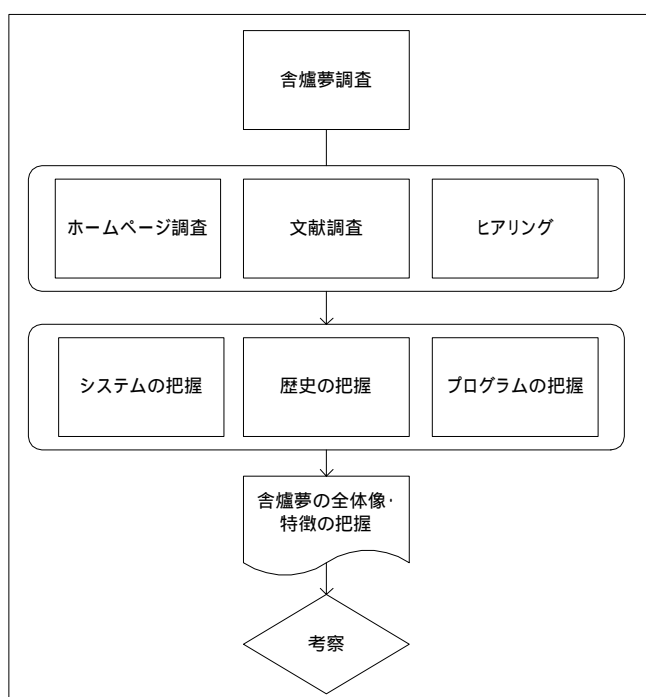 舎爐夢調査
ホームページ調査
文献調査
ヒアリング
システムの把握
歴史の把握
プログラムの把握
舎爐夢の全体像・
特徴の把握
考察